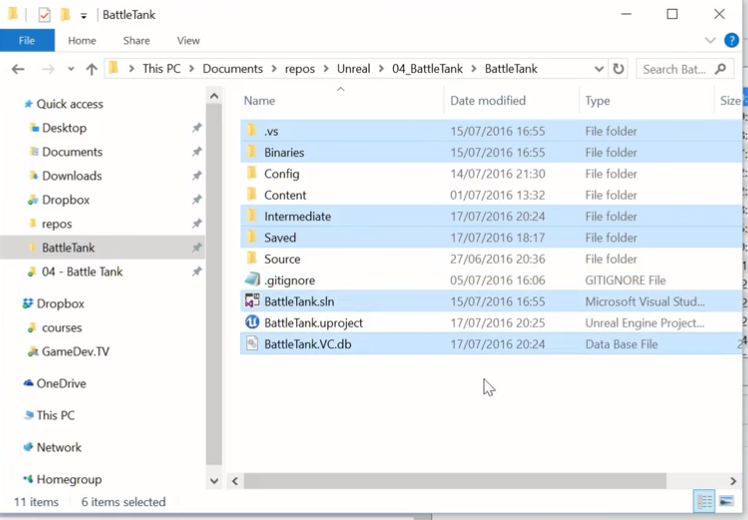 BattleTank
File Home Share View
This PC > Documents > repos > Unreal > 04_BattleTank > BattleTank Search Bat...
Quick access
Desktop
Documents
Downloads
Dropbox
repos
BattleTank
04 - Battle Tank
Dropbox
courses
GameDev.TV
OneDrive
This PC
Network
Homegroup
Name Date modified Type Size
.vs 15/07/2016 16:55 File folder
Binaries 15/07/2016 16:55 File folder
Config 14/07/2016 21:30 File folder
Content 01/07/2016 13:32 File folder
Intermediate 17/07/2016 20:24 File folder
Saved 17/07/2016 18:17 File folder
Source 27/06/2016 20:36 File folder
.gitignore 05/07/2016 16:06 GITIGNORE File
BattleTank.sln 15/07/2016 16:55 Microsoft Visual Stud...
BattleTank.uproject 17/07/2016 20:25 Unreal Engine Project...
BattleTank.VC.db 17/07/2016 20:24 Data Base File
11 items 6 items selected